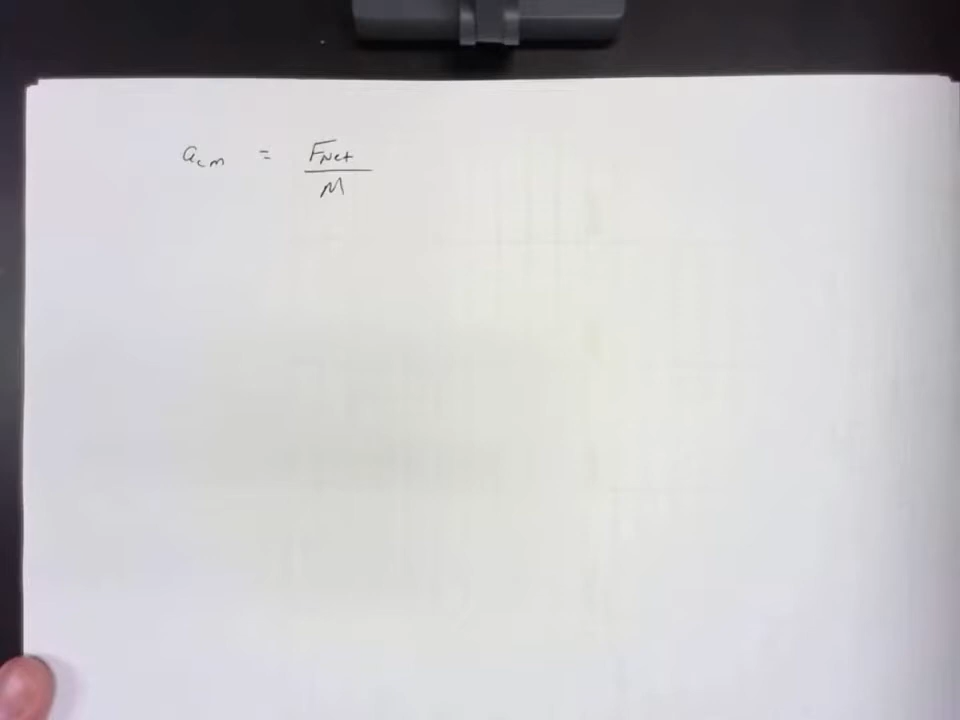 a_cm = F_Net / M